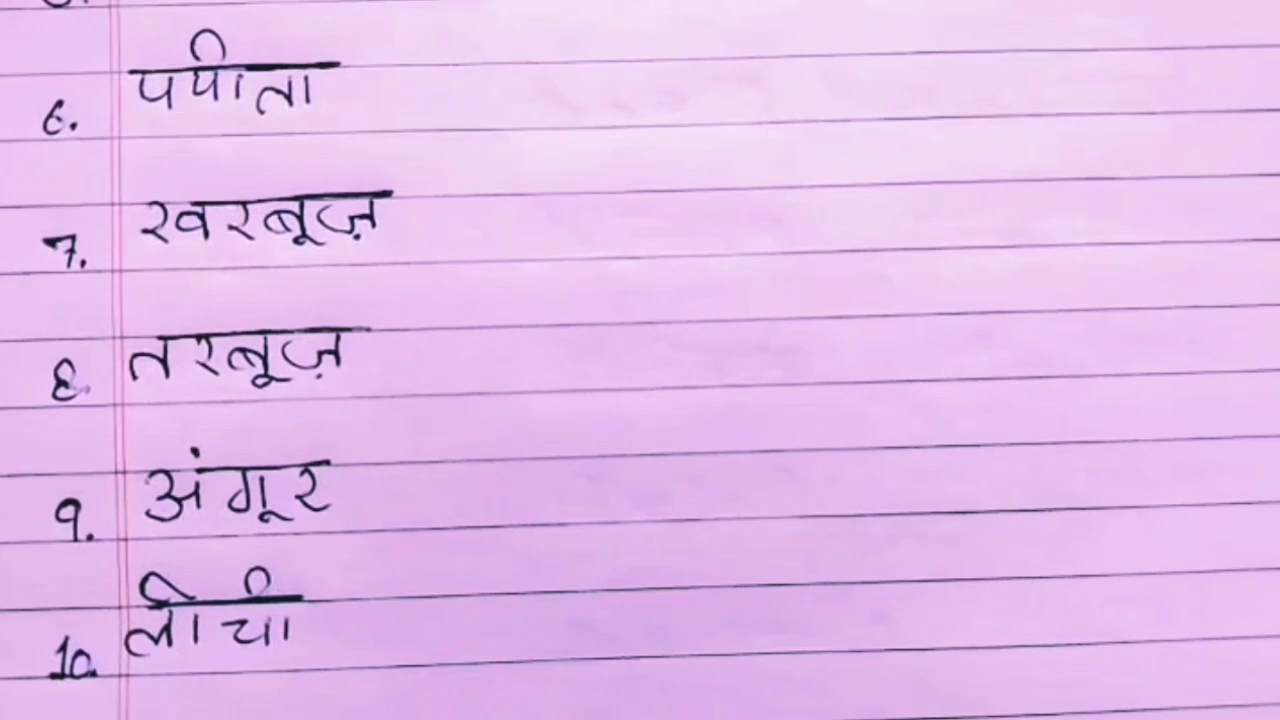 6. पपीता
7. खरबूज़
8. तरबूज़
9. अंगूर
10. लीची